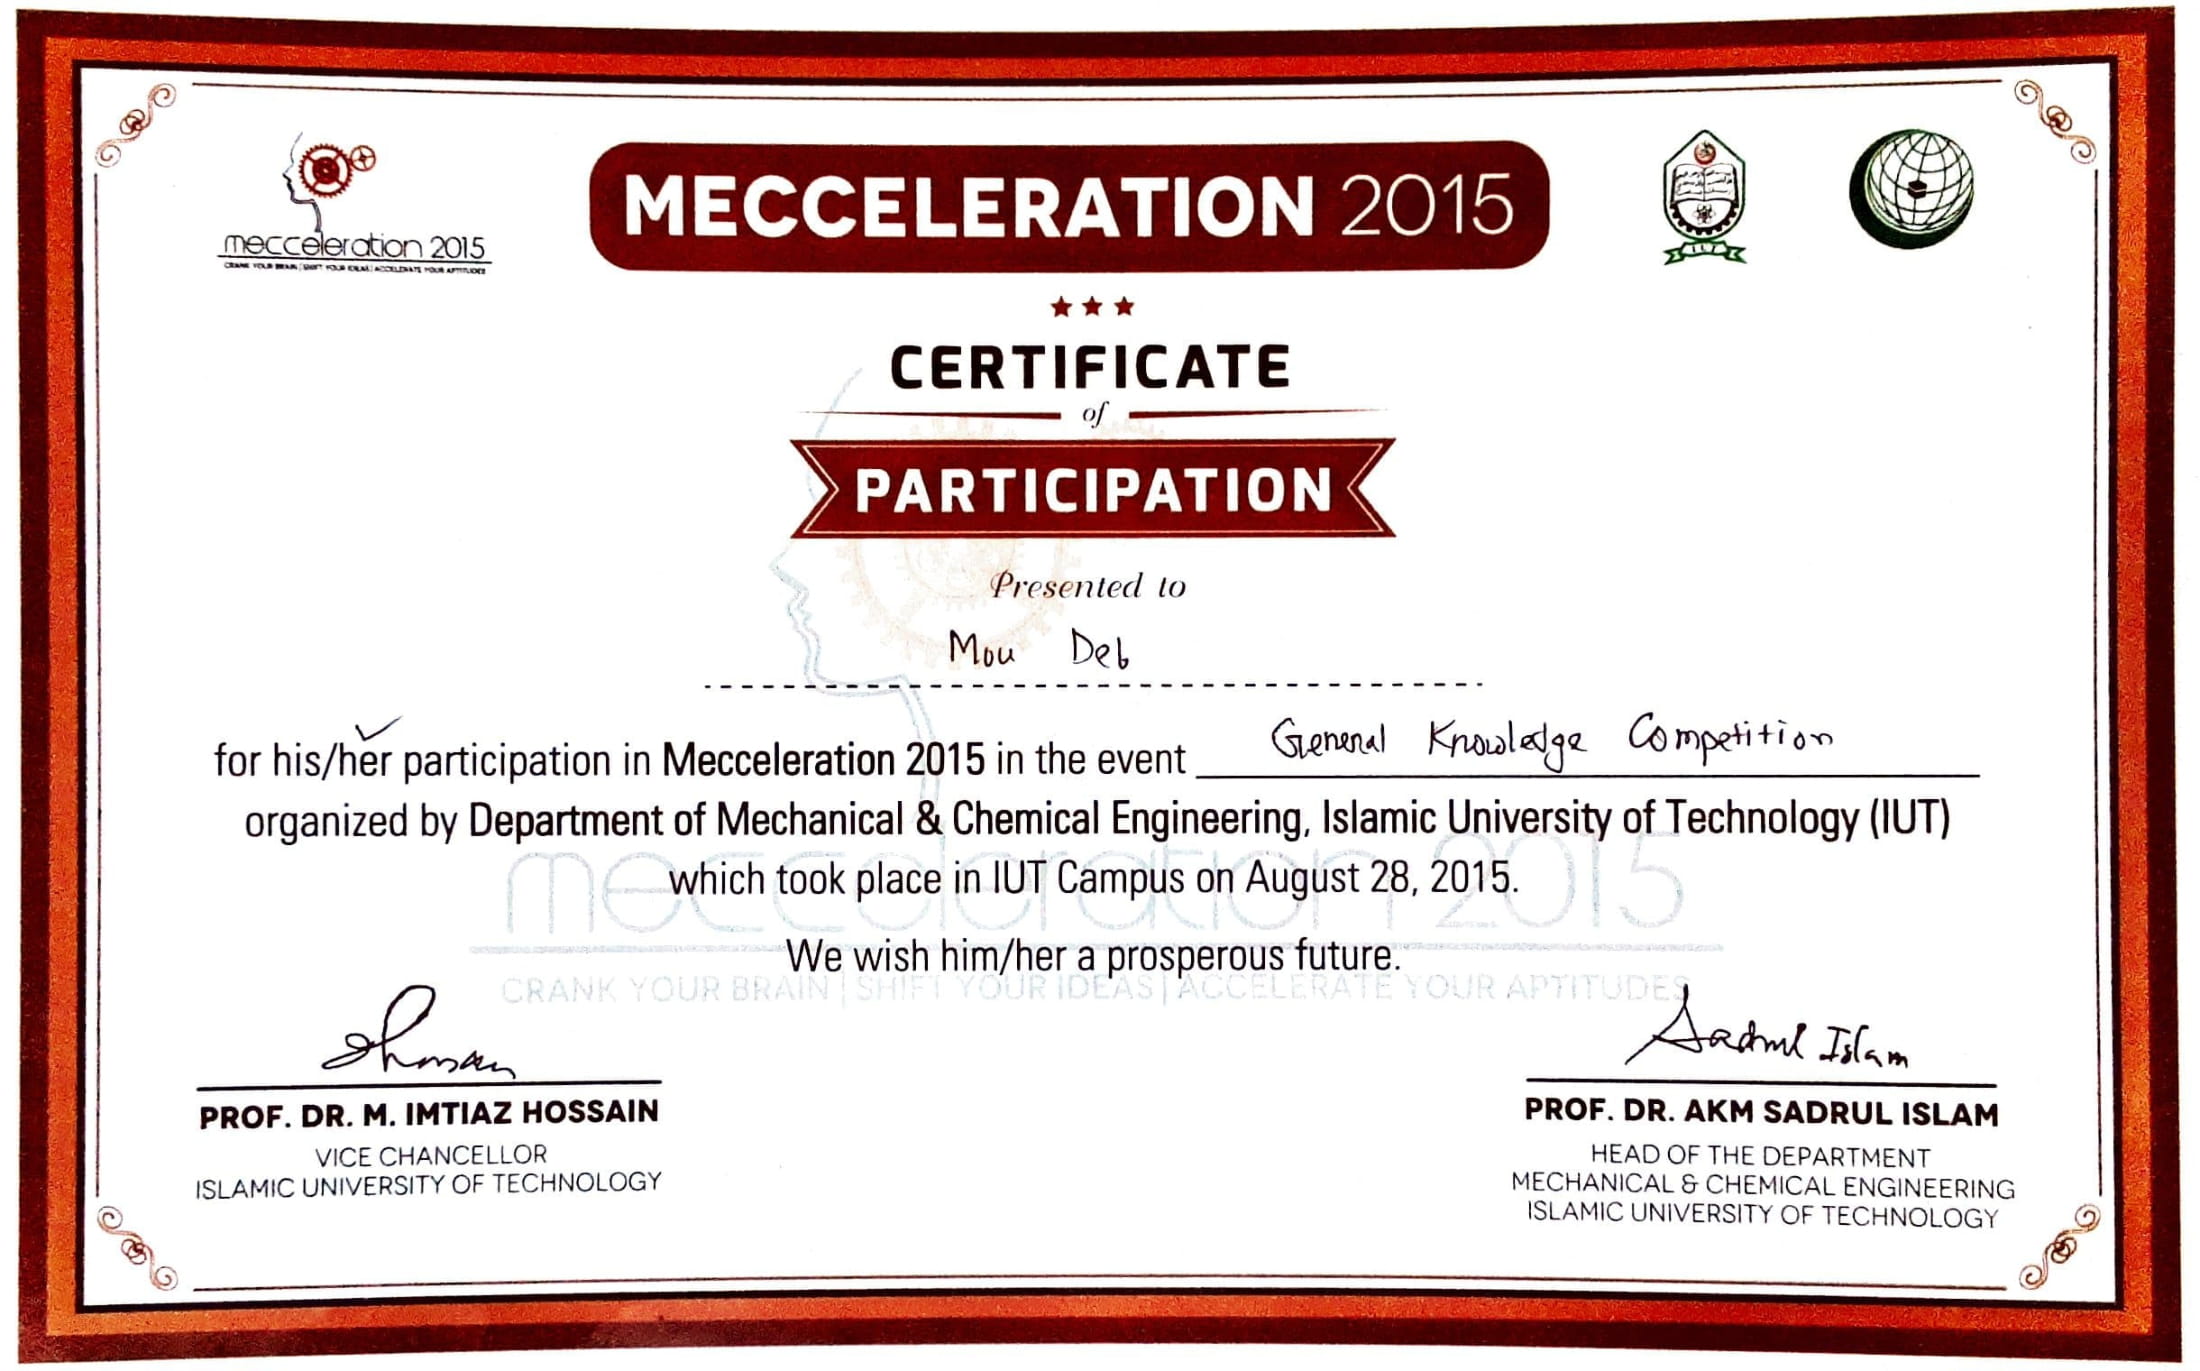 mecceleration 2015
CRANK YOUR BRAIN | SHIFT YOUR IDEAS | ACCELERATE YOUR APTITUDES
MECCELERATION 2015
IUT
CERTIFICATE
of
PARTICIPATION
Presented to
Mou Deb
for his/her participation in Mecceleration 2015 in the event General Knowledge Competition
organized by Department of Mechanical & Chemical Engineering, Islamic University of Technology (IUT)
which took place in IUT Campus on August 28, 2015.
mecceleration 2015
We wish him/her a prosperous future.
CRANK YOUR BRAIN | SHIFT YOUR IDEAS | ACCELERATE YOUR APTITUDES
Sadrul Islam
PROF. DR. M. IMTIAZ HOSSAIN
VICE CHANCELLOR
ISLAMIC UNIVERSITY OF TECHNOLOGY
PROF. DR. AKM SADRUL ISLAM
HEAD OF THE DEPARTMENT
MECHANICAL & CHEMICAL ENGINEERING
ISLAMIC UNIVERSITY OF TECHNOLOGY